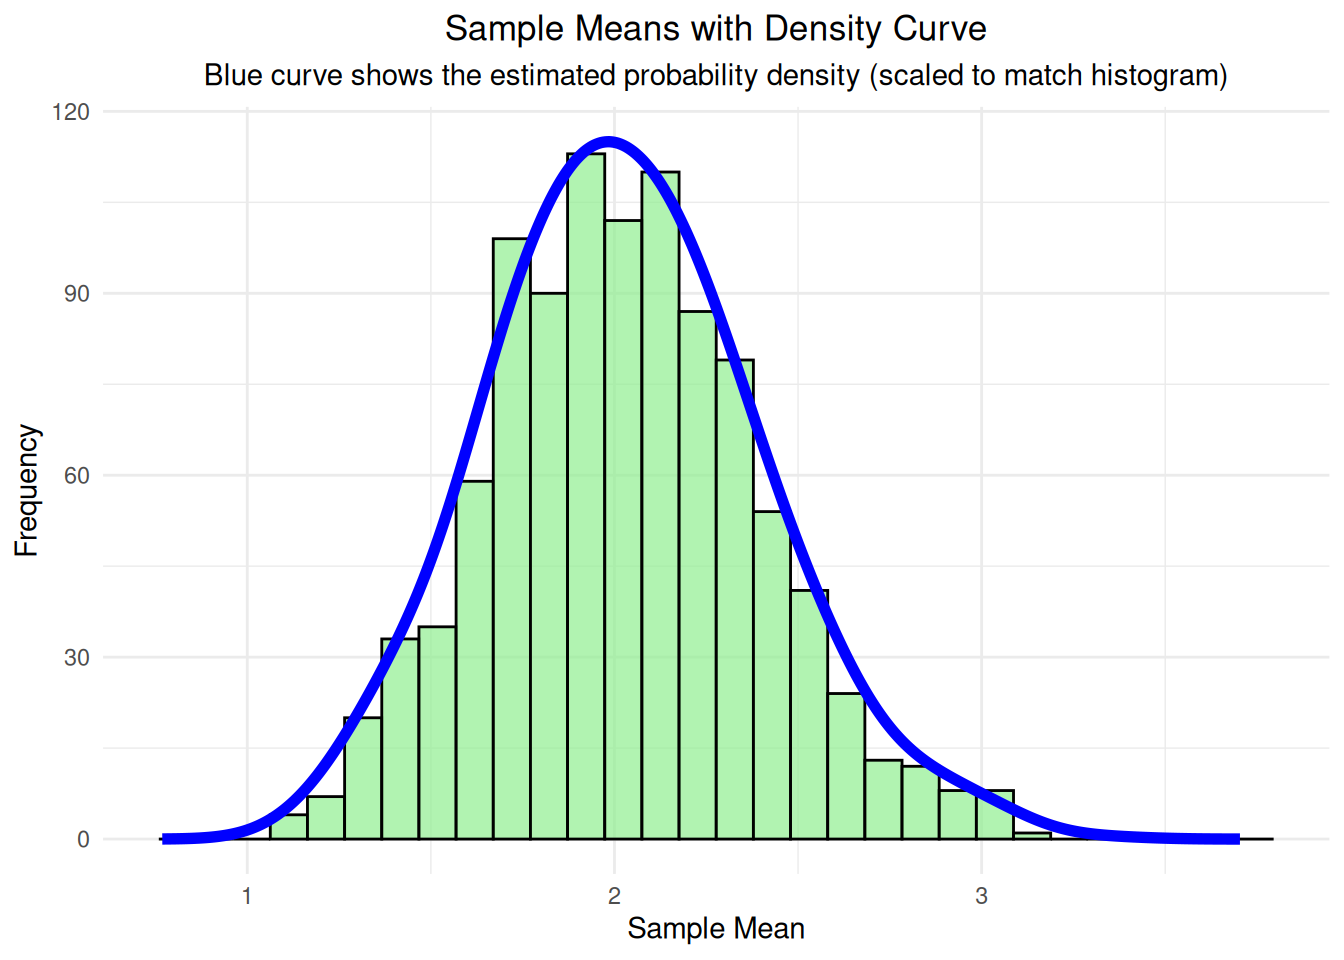 Sample Means with Density Curve
Blue curve shows the estimated probability density (scaled to match histogram)
120
90
60
30
0
Frequency
1 2 3
Sample Mean